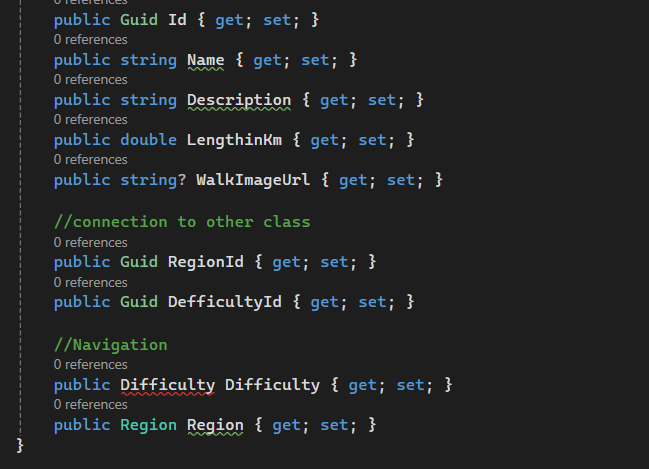 0 references
public Guid Id { get; set; }
0 references
public string Name { get; set; }
0 references
public string Description { get; set; }
0 references
public double LengthinKm { get; set; }
0 references
public string? WalkImageUrl { get; set; }
//connection to other class
0 references
public Guid RegionId { get; set; }
0 references
public Guid DefficultyId { get; set; }
//Navigation
0 references
public Difficulty Difficulty { get; set; }
0 references
public Region Region { get; set; }
}